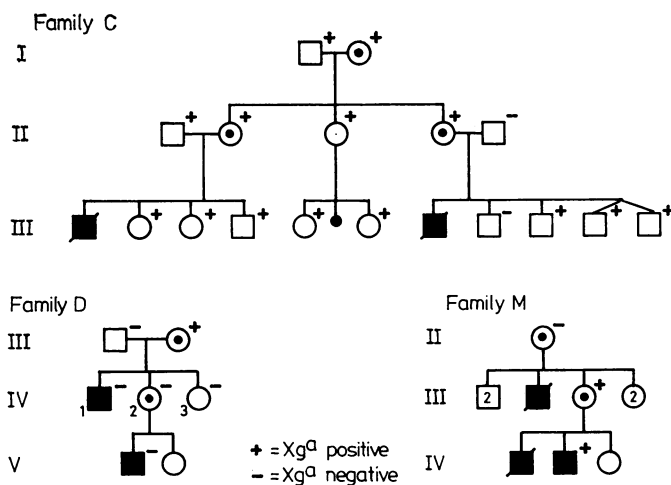 Family C
I + +
II + + + + -
III + + + + + - + + +
Family D
III - +
IV - - -
1 2 3
V -
Family M
II -
III 2 + 2
IV +
+ = Xgª positive
- = Xgª negative